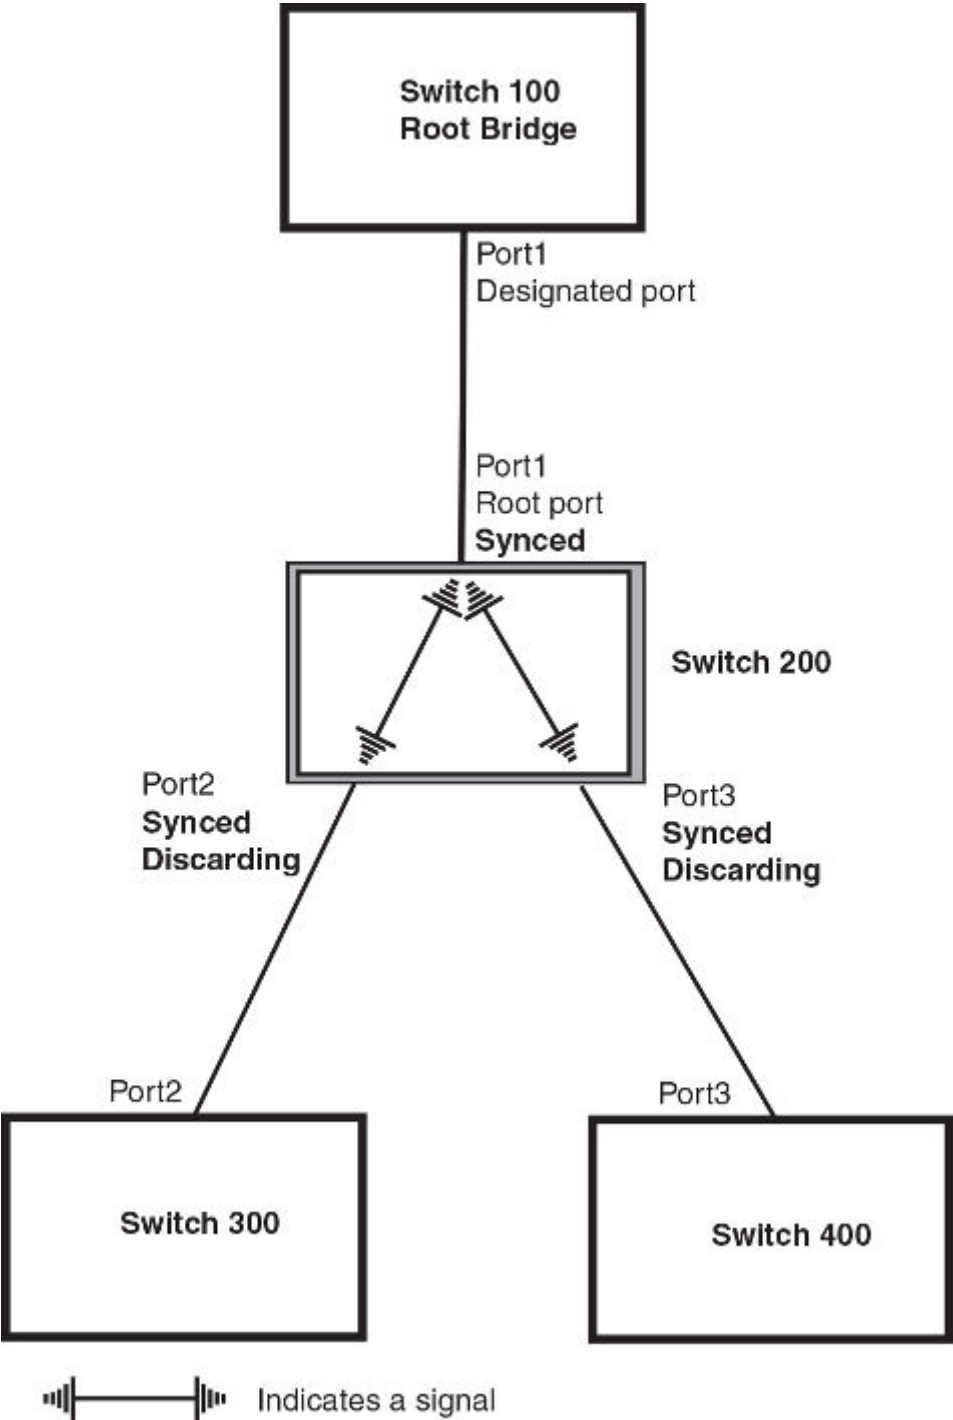 Switch 100
Root Bridge
Port1
Designated port
Port1
Root port
Synced
Switch 200
Port2
Synced
Discarding
Port3
Synced
Discarding
Port2
Port3
Switch 300
Switch 400
Indicates a signal